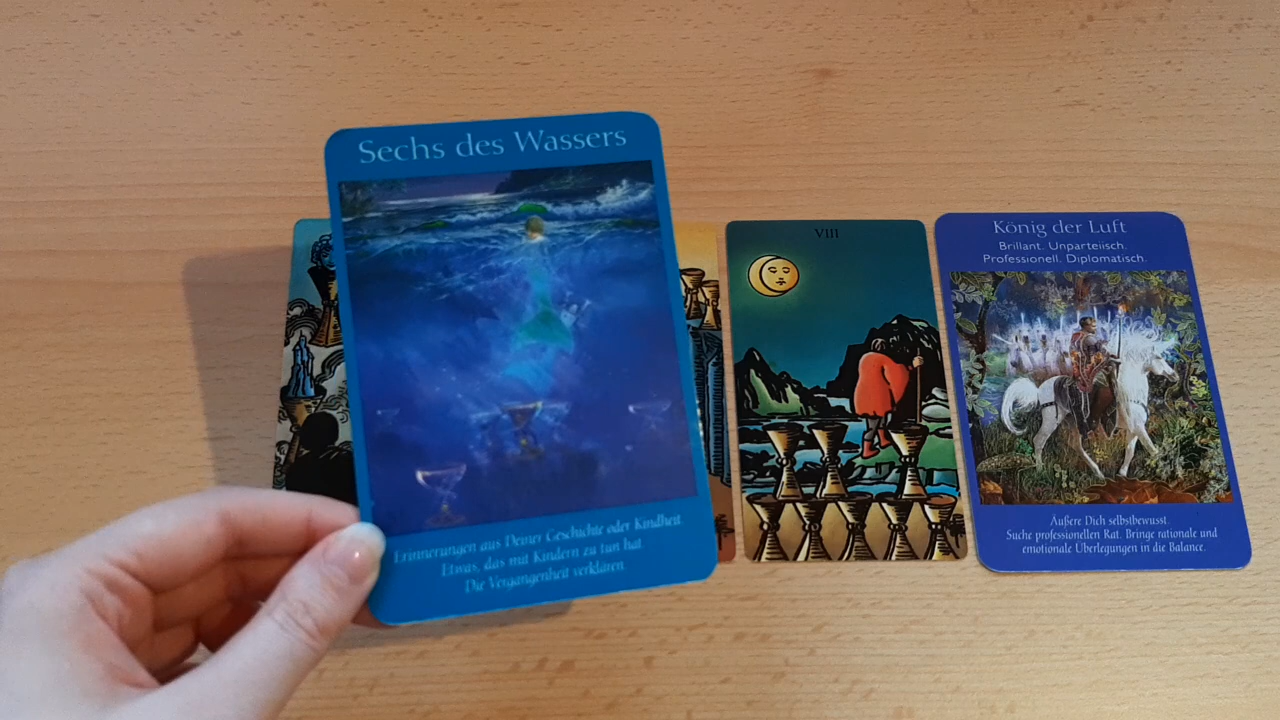 Sechs des Wassers
Erinnerungen aus Deiner Geschichte oder Kindheit
Etwas, das mit Kindern zu tun hat
Die Vergangenheit verklären
VIII
König der Luft
Brillant. Unparteiisch.
Professionell. Diplomatisch.
Äußere Dich selbstbewusst.
Suche professionellen Rat. Bringe rationale und
emotionale Überlegungen in die Balance.